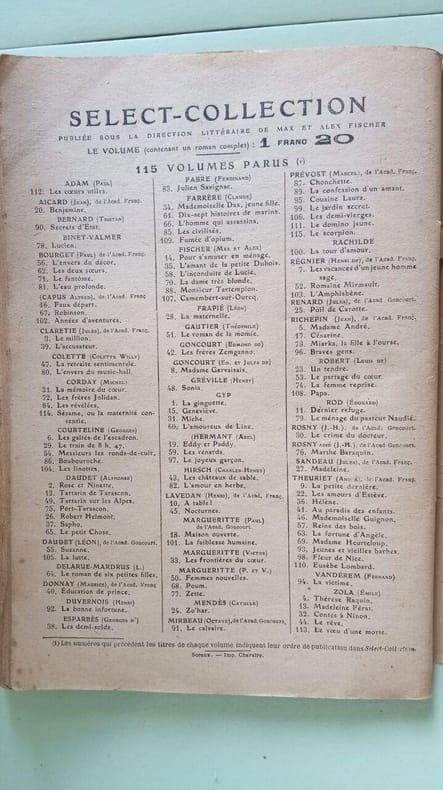 SELECT-COLLECTION
PUBLIÉE SOUS LA DIRECTION LITTÉRAIRE DE MAX ET ALEX FISCHER
LE VOLUME (contenant un roman complet) : 1 FRANC 20
115 VOLUMES PARUS (1)
ADAM (PAUL)
112. Les cœurs utiles.
AICARD (JEAN), de l'Acad. Franç.
20. Benjamine.
BERNARD (TRISTAN)
90. Secrets d'État.
BINET-VALMER
78. Lucien.
BOURGET (PAUL), de l'Acad. Franç.
56. L'envers du décor.
62. Les deux sœurs.
71. Le fantôme.
81. L'eau profonde.
(CAPUS ALFRED), de l'Acad. Franç.
46. Faux départ.
67. Robinson.
102. Années d'aventures.
CLARETIE (JULES), de l'Acad. Franç.
3. Le million.
39. L'accusateur.
COLETTE (COLETTE WILLY)
47. La retraite sentimentale.
80. L'envers du music-hall.
CORDAY (MICHEL)
21. La mémoire du cœur.
72. Les frères Jolidan.
84. Les révélées.
114. Sésame, ou la maternité consentie.
COURTELINE (GEORGES)
6. Les gaîtés de l'escadron.
29. Le train de 8 h. 47.
54. Messieurs les ronds-de-cuir.
86. Boubouroche.
104. Les linottes.
DAUDET (ALPHONSE)
2. Rose et Ninette.
12. Tartarin de Tarascon.
49. Tartarin sur les Alpes.
75. Port-Tarascon.
26. Robert Helmont.
37. Sapho.
65. Le petit Chose.
DAUDET (LÉON), de l'Acad. Goncourt.
55. Suzanne.
105. La lutte.
DELARUE-MARDRUS (L.)
64. Le roman de six petites filles.
DONNAY (MAURICE), de l'Acad. Franç.
40. Éducation de prince.
DUVERNOIS (HENRI)
92. La bonne infortune.
ESPARBÈS (GEORGES D')
38. Les demi-solde.
FABRE (FERDINAND)
83. Julien Savignac.
FARRÈRE (CLAUDE)
34. Mademoiselle Dax, jeune fille.
61. Dix-sept histoires de marins.
66. L'homme qui assassina.
85. Les civilisés.
109. Fumée d'opium.
FISCHER (MAX ET ALEX)
14. Pour s'amuser en ménage.
35. L'amant de la petite Dubois.
58. L'inconduite de Lucie.
70. La dame très blonde.
88. Monsieur Tartempion.
107. Camembert-sur-Ourcq.
FRAPIÉ (LÉON)
28. La maternelle.
GAUTIER (THÉOPHILE)
51. Le roman de la momie.
GONCOURT (EDMOND DE)
42. Les frères Zemganno.
GONCOURT (ED. ET JULES DE)
8. Madame Gervaisais.
GRÉVILLE (HENRY)
48. Sonia
GYP
1. La ginguette.
15. Geneviève.
31. Miche.
60. L'amoureux de Line.
(HERMANT (ABEL)
19. Eddy et Paddy.
59. Les renards.
97. Le joyeux garçon.
HIRSCH (CHARLES-HENRY)
43. Les châteaux de sable.
82. L'amour en herbe.
LAVEDAN (HENRI), de l'Acad. Franç.
10. A table !
45. Nocturnes.
MARGUERITTE (PAUL)
de l'Acad. Goncourt.
18. Maison ouverte.
101. La faiblesse humaine.
MARGUERITTE (VICTOR)
33. Les frontières du cœur.
MARGUERITTE (P. ET V.)
50. Femmes nouvelles.
68. Poum.
77. Zette.
MENDÈS (CATULLE)
24. Zo'har.
MIRBEAU (OCTAVE), de l'Acad. Goncourt.
91. Le calvaire.
PRÉVOST (MARCEL), de l'Acad. Franç.
87. Chonchette.
89. La confession d'un amant.
95. Cousine Laura.
99. Le jardin secret.
106. Les demi-vierges.
111. Le domino jaune.
115. Le scorpion.
RACHILDE
100. La tour d'amour.
RÉGNIER (HENRI DE), de l'Acad. Franç.
7. Les vacances d'un jeune homme sage.
52. Romaine Mirmault.
103. L'Amphisbène.
RENARD (JULES), de l'Acad. Goncourt.
25. Poil de Carotte.
RICHEPIN (JEAN), de l'Acad. Franç.
5. Madame André.
17. Césarine.
73. Miarka, la fille à l'ourse.
96. Braves gens.
ROBERT (LOUIS DE)
23. Un tendre.
53. Le partage du cœur.
74. La femme reprise.
108. Papa.
ROD (ÉDOUARD)
11. Dernier refuge.
79. Le ménage du pasteur Naudié.
ROSNY (J.-H.), de l'Acad. Goncourt.
30. Le crime du docteur.
ROSNY JEUNE (J.-H.), de l'Acad. Goncourt.
76. Marthe Baraquin.
SANDEAU (JULES), de l'Acad. Franç.
27. Madeleine.
THEURIET (ANDRÉ), de l'Acad. Franç.
22. Les amours d'Estève.
36. Hélène.
41. Au paradis des enfants.
46. Mademoiselle Guignon.
57. Reine des bois.
63. La fortune d'Angèle.
69. Madame Heurteloup.
93. Jeunes et vieilles barbes.
98. Fleur de Nice.
110. Eusèbe Lombard.
VANDÉREM (FERNAND)
94. La victime.
ZOLA (ÉMILE)
4. Thérèse Raquin.
13. Madeleine Férat.
32. Contes à Ninon.
44. Le rêve.
113. Le vœu d'une morte.
(1) Les numéros qui précèdent les titres de chaque volume indiquent leur ordre de publication dans Select-Collection.
Sceaux. — Imp. Charaire.